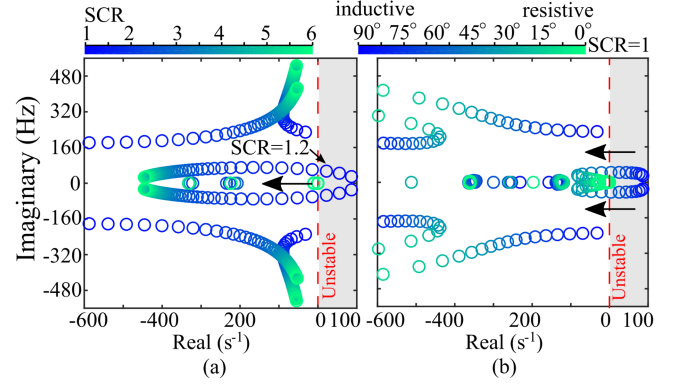 SCR
1 2 3 4 5 6
inductive resistive
90° 75° 60° 45° 30° 15° 0°
SCR=1
Imaginary (Hz)
480
320
160
0
-160
-320
-480
SCR=1.2
Unstable
-600 -400 -200 0 100
Real (s-1)
(a)
Unstable
-600 -400 -200 0 100
Real (s-1)
(b)